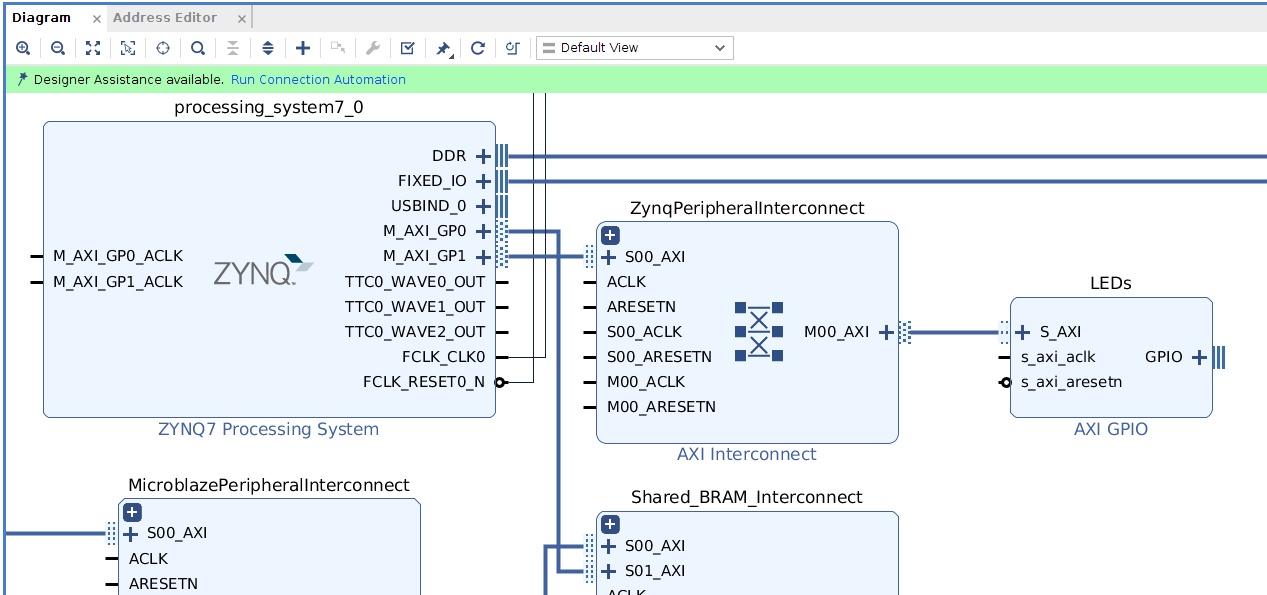 Diagram × Address Editor ×
Default View
Designer Assistance available. Run Connection Automation
processing_system7_0
DDR
FIXED_IO
USBIND_0
M_AXI_GP0
M_AXI_GP0_ACLK M_AXI_GP1
M_AXI_GP1_ACLK TTC0_WAVE0_OUT
ZYNQ
TTC0_WAVE1_OUT
TTC0_WAVE2_OUT
FCLK_CLK0
FCLK_RESET0_N
ZYNQ7 Processing System
ZynqPeripheralInterconnect
S00_AXI
ACLK
ARESETN
S00_ACLK M00_AXI
S00_ARESETN
M00_ACLK
M00_ARESETN
AXI Interconnect
LEDs
S_AXI
s_axi_aclk GPIO
s_axi_aresetn
AXI GPIO
MicroblazePeripheralInterconnect
S00_AXI
ACLK
ARESETN
Shared_BRAM_Interconnect
S00_AXI
S01_AXI
ACLK